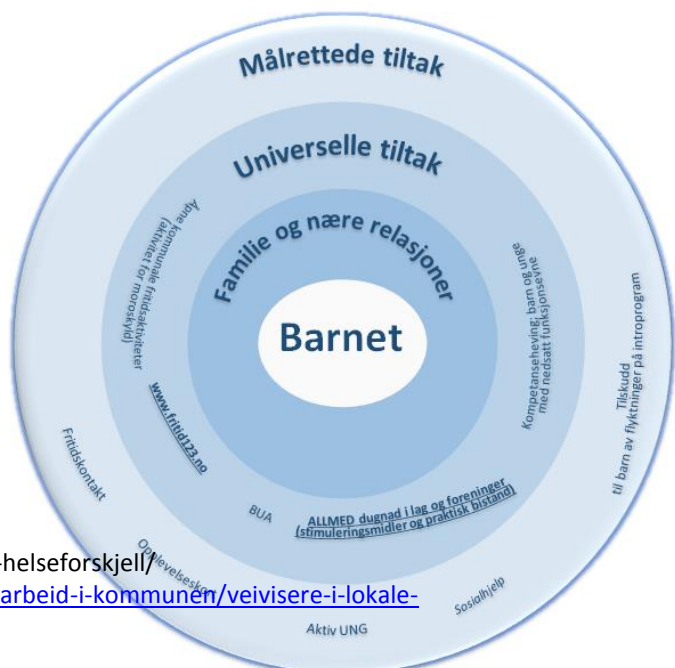 Målrettede tiltak
Universelle tiltak
Familie og nære relasjoner
Barnet
Åpne kommunale fritidsaktiviteter
(aktivitet for moroskyld)
www.fritid123.no
BUA
ALLMED dugnad i lag og foreninger
(stimuleringsmidler og praktisk bistand)
Kompetanseheving; barn og unge
med nedsatt funksjonsevne
Fritidskontakt
Opplevelseskort
Aktiv UNG
Sosialhjelp
Tilskudd
til barn av flyktninger på introprogram
-helseforskjell/
arbeid-i-kommunen/veivisere-i-lokale-